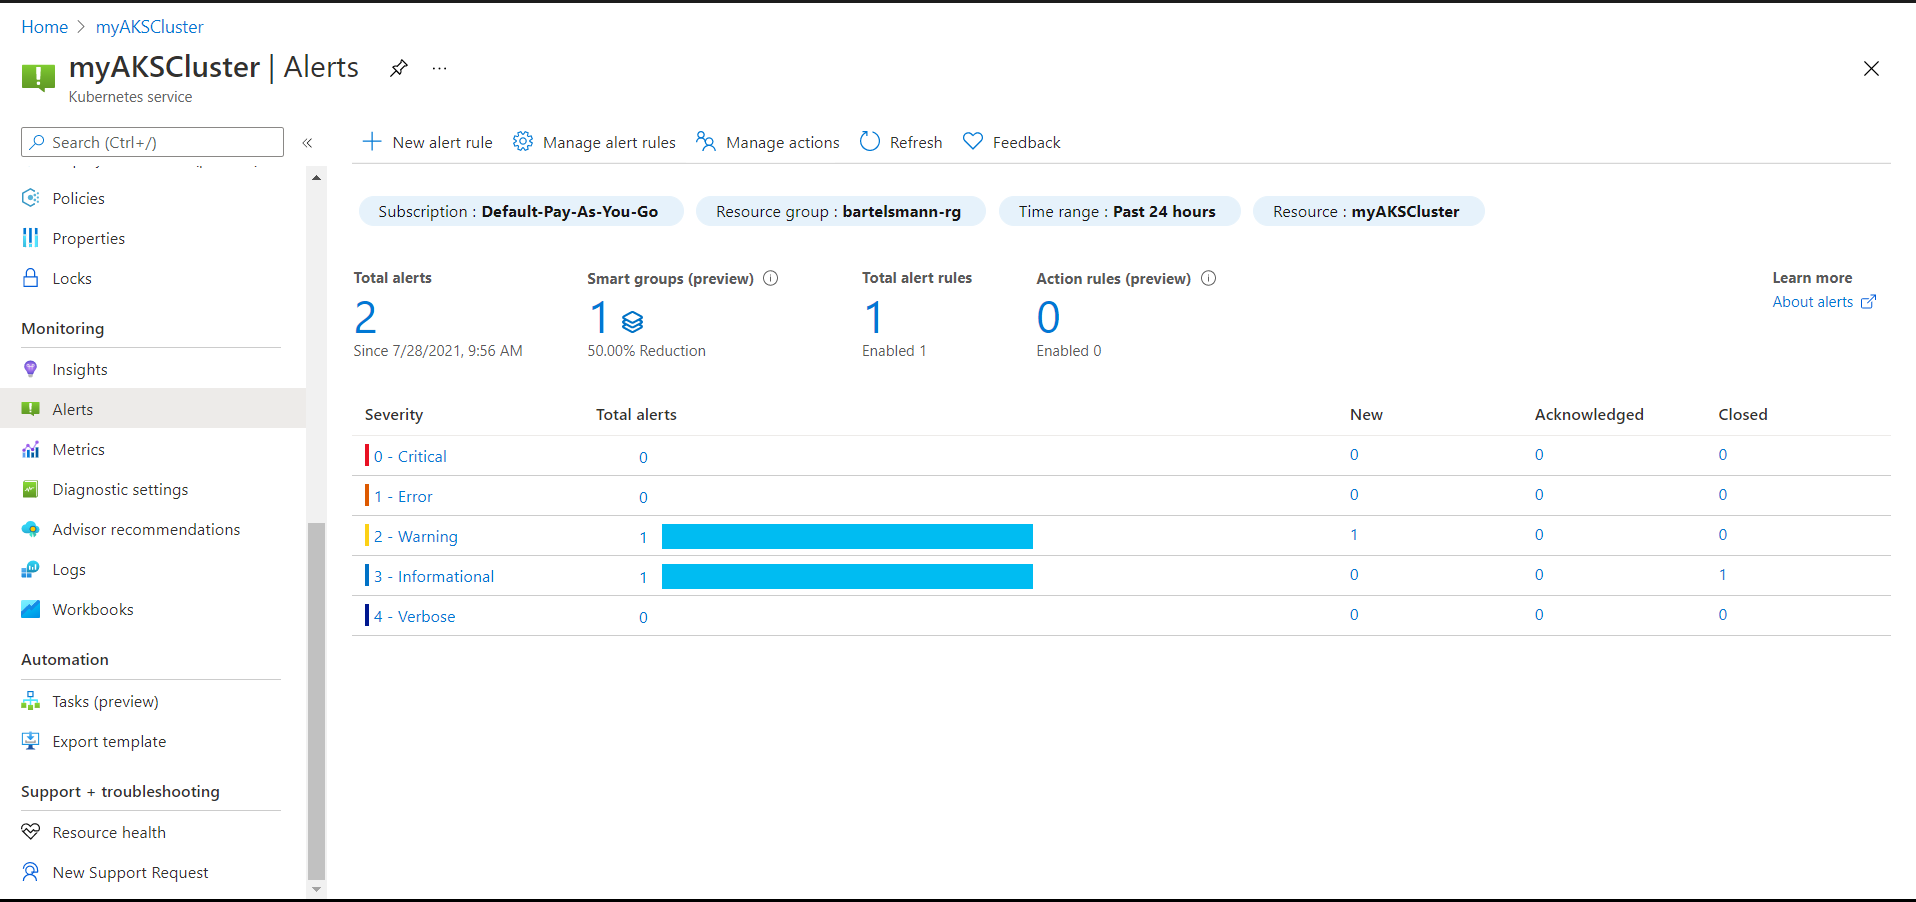 Home > myAKSCluster
myAKSCluster | Alerts ...
Kubernetes service
Search (Ctrl+/) «
Policies
Properties
Locks
Monitoring
Insights
Alerts
Metrics
Diagnostic settings
Advisor recommendations
Logs
Workbooks
Automation
Tasks (preview)
Export template
Support + troubleshooting
Resource health
New Support Request
New alert rule Manage alert rules Manage actions Refresh Feedback
Subscription : Default-Pay-As-You-Go Resource group : bartelsmann-rg Time range : Past 24 hours Resource : myAKSCluster
Total alerts Smart groups (preview) Total alert rules Action rules (preview) Learn more
2 1 1 0 About alerts
Since 7/28/2021, 9:56 AM 50.00% Reduction Enabled 1 Enabled 0
Severity Total alerts New Acknowledged Closed
0 - Critical 0 0 0 0
1 - Error 0 0 0 0
2 - Warning 1 1 0 0
3 - Informational 1 0 0 1
4 - Verbose 0 0 0 0